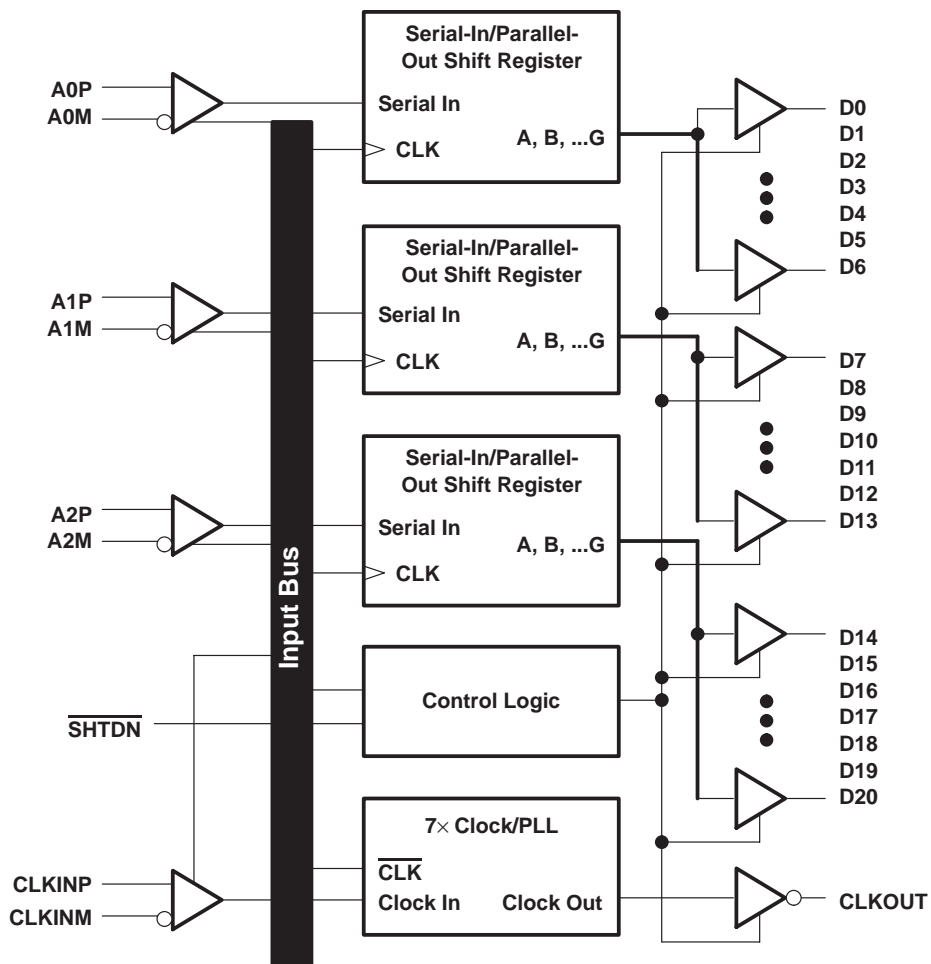 Serial-In/Parallel-
Out Shift Register
A0P
A0M
Serial In
A, B, ...G
CLK
D0
D1
D2
D3
D4
D5
D6
Serial-In/Parallel-
Out Shift Register
A1P
A1M
Serial In
A, B, ...G
CLK
D7
D8
D9
D10
D11
D12
D13
Serial-In/Parallel-
Out Shift Register
A2P
A2M
Serial In
A, B, ...G
CLK
Input Bus
D14
D15
D16
D17
D18
D19
D20
Control Logic
S̅H̅T̅D̅N̅
7× Clock/PLL
C̅L̅K̅
CLKINP
CLKINM
Clock In
Clock Out
CLKOUT